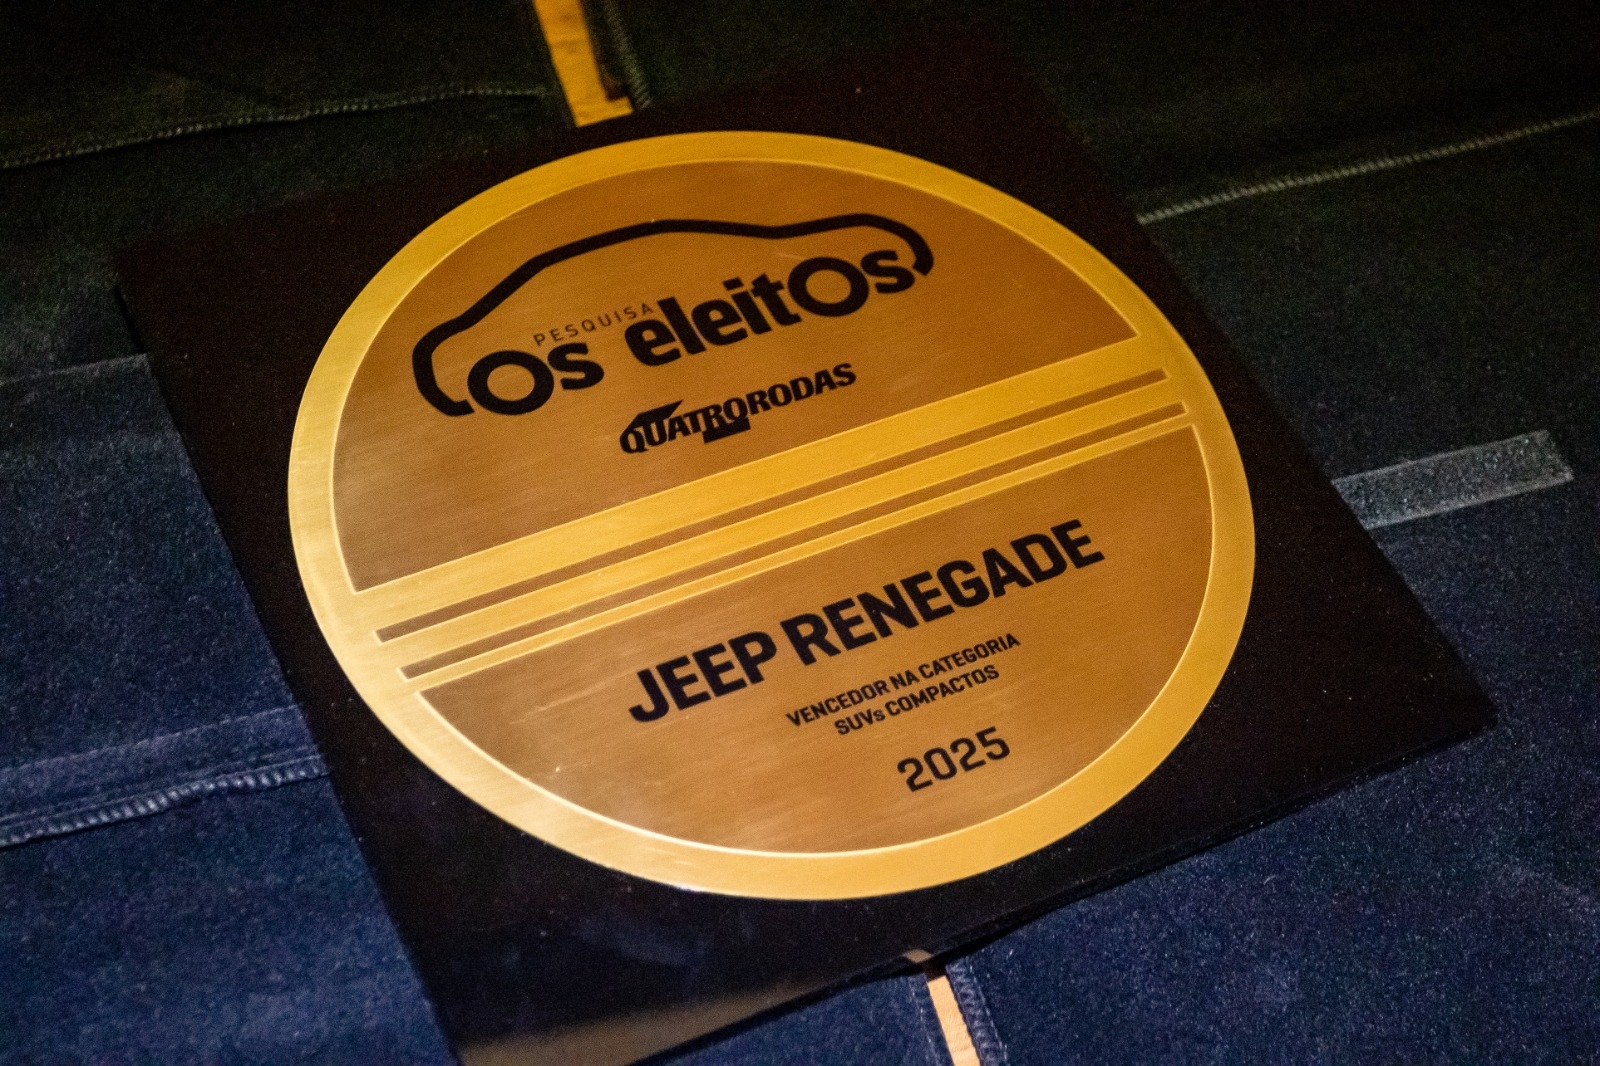 PESQUISA
Os eleitOs
QUATRORODAS
JEEP RENEGADE
VENCEDOR NA CATEGORIA
SUVs COMPACTOS
2025